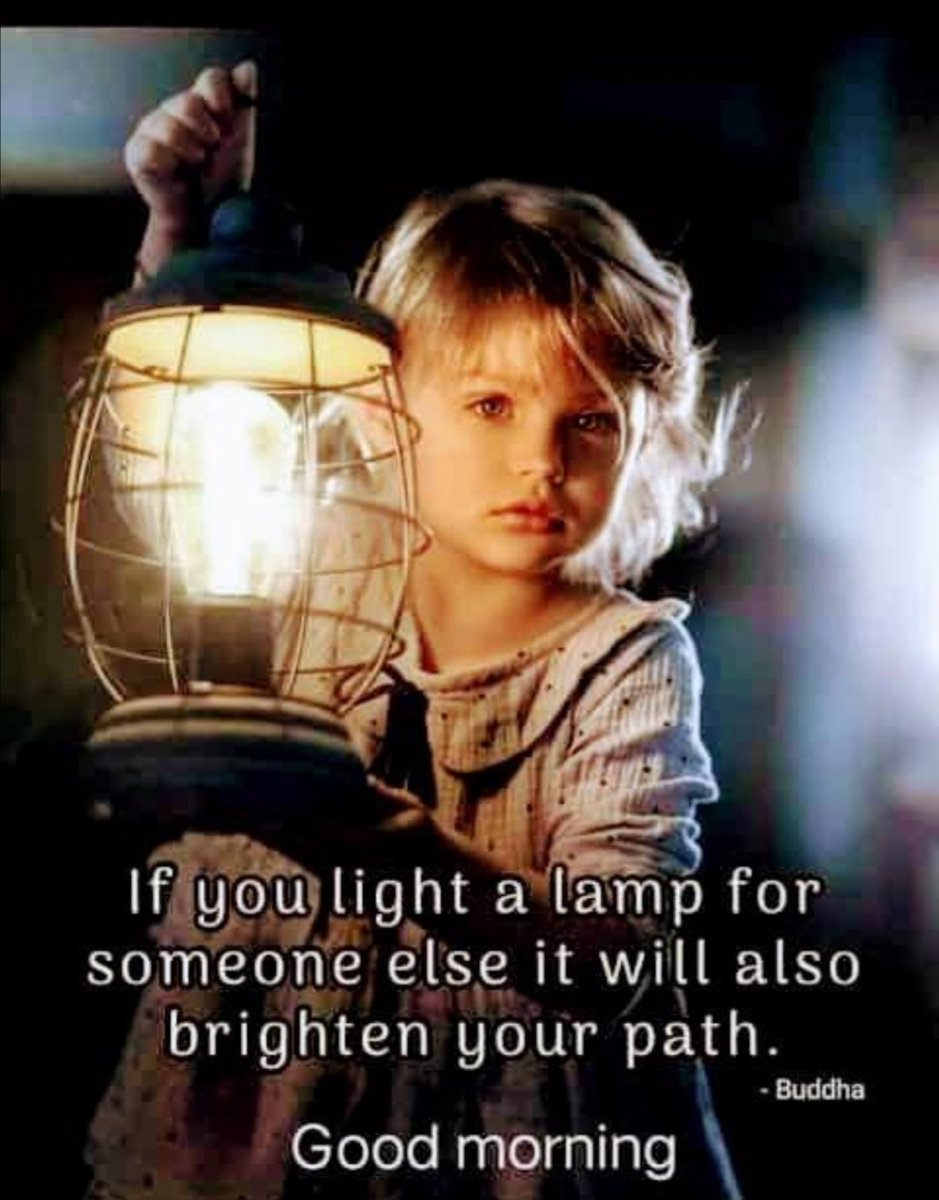 If you light a lamp for
someone else it will also
brighten your path.
- Buddha
Good morning